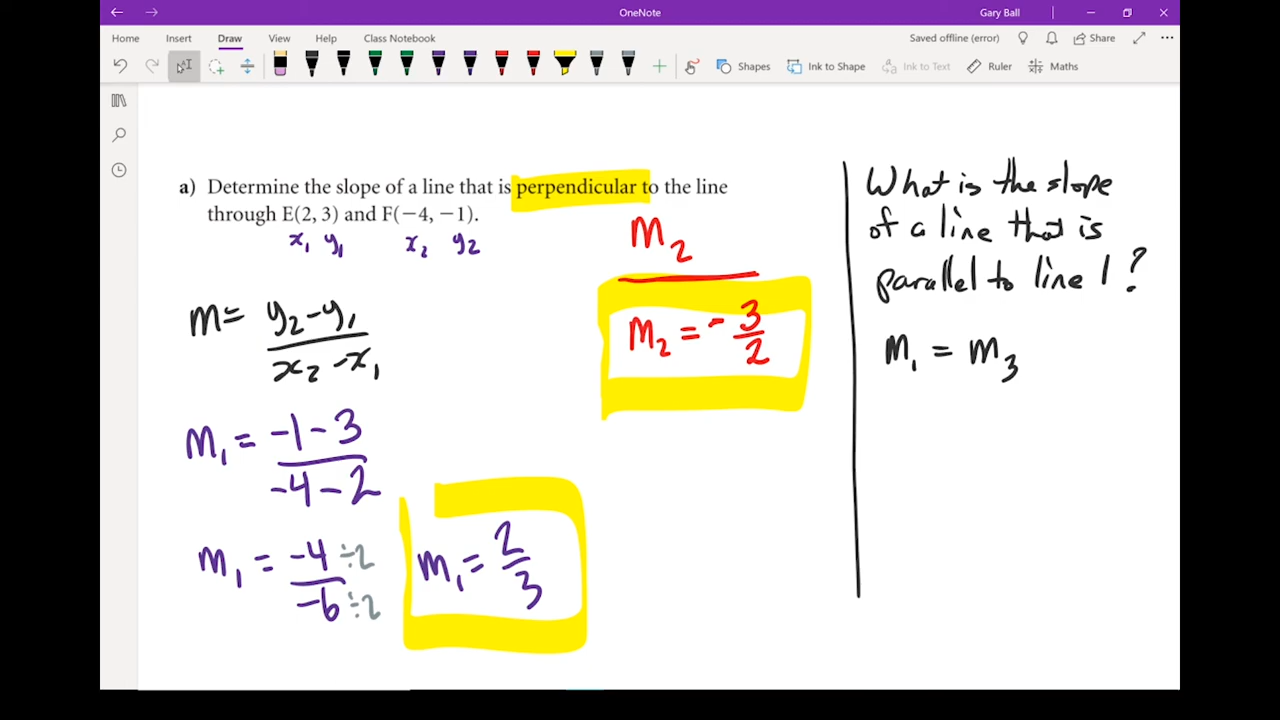 OneNote
Gary Ball
Home Insert Draw View Help Class Notebook
Saved offline (error) Share
Shapes Ink to Shape Ink to Text Ruler Maths
a) Determine the slope of a line that is perpendicular to the line
through E(2, 3) and F(−4, −1).
x₁ y₁ x₂ y₂
m = y₂ - y₁ / x₂ - x₁
m₁ = -1 - 3 / -4 - 2
m₁ = -4 ÷2 / -6 ÷2
m₁ = 2/3
m₂
m₂ = - 3/2
What is the slope
of a line that is
parallel to line 1?
m₁ = m₃